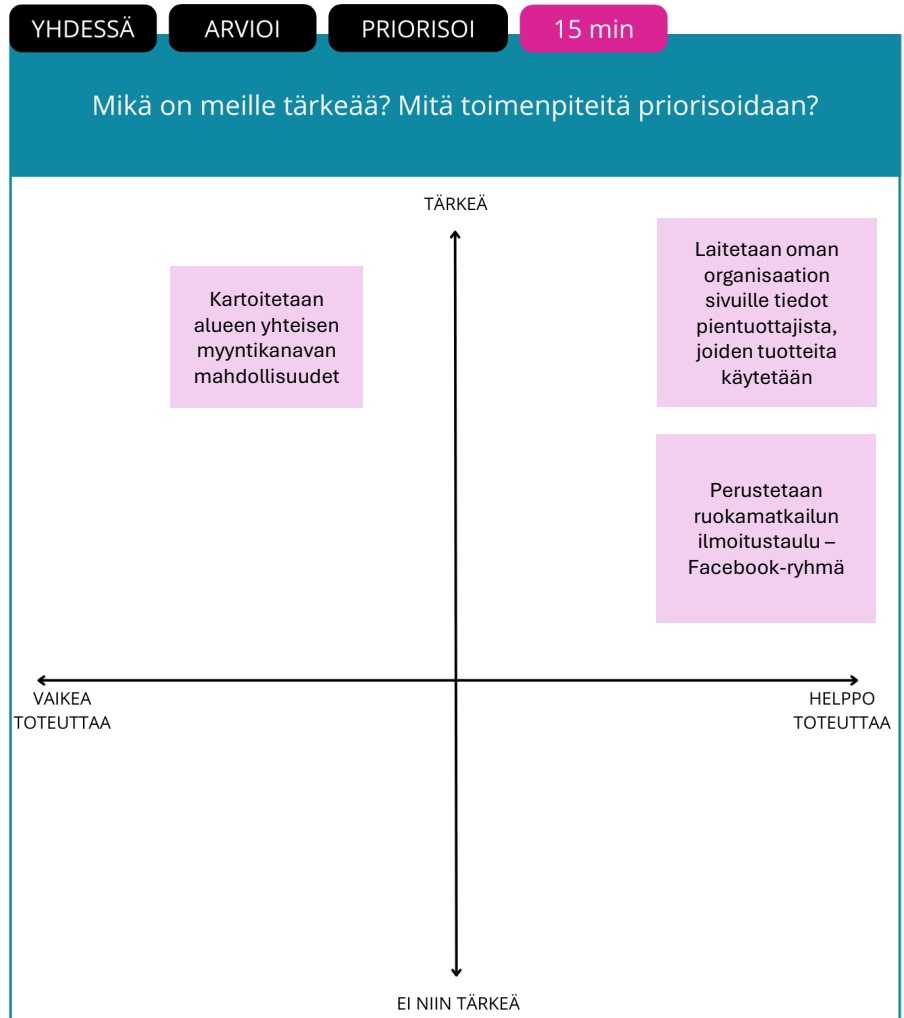 YHDESSÄ
ARVIOI
PRIORISOI
15 min
Mikä on meille tärkeää? Mitä toimenpiteitä priorisoidaan?
TÄRKEÄ
Kartoitetaan
alueen yhteisen
myyntikanavan
mahdollisuudet
Laitetaan oman
organisaation
sivuille tiedot
pientuottajista,
joiden tuotteita
käytetään
Perustetaan
ruokamatkailun
ilmoitustaulu –
Facebook-ryhmä
VAIKEA
TOTEUTTAA
HELPPO
TOTEUTTAA
EI NIIN TÄRKEÄ